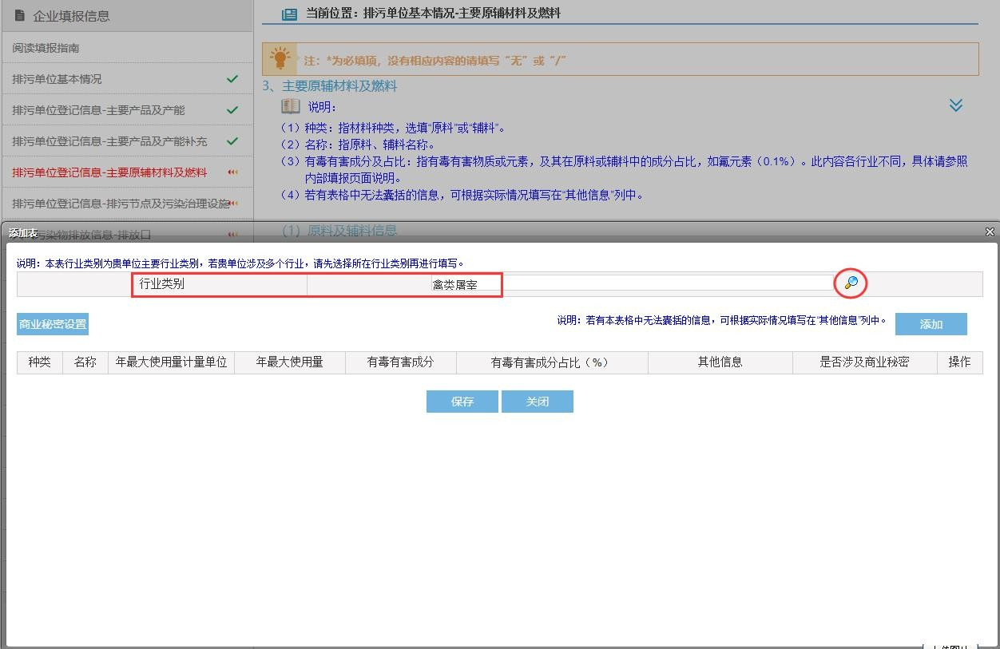 企业填报信息
阅读填报指南
排污单位基本情况
排污单位登记信息-主要产品及产能
排污单位登记信息-主要产品及产能补充
排污单位登记信息-主要原辅材料及燃料
排污单位登记信息-排污节点及污染治理设施
污染物排放信息-排放口
当前位置：排污单位基本情况-主要原辅材料及燃料
注：*为必填项，没有相应内容的请填写“无”或“/”
3、主要原辅材料及燃料
说明：
（1）种类：指材料种类，选填“原料”或“辅料”。
（2）名称：指原料、辅料名称。
（3）有毒有害成分及占比：指有毒有害物质或元素，及其在原料或辅料中的成分占比，如氟元素（0.1%）。此内容各行业不同，具体请参照
内部填报页面说明。
（4）若有表格中无法囊括的信息，可根据实际情况填写在“其他信息”列中。
（1）原料及辅料信息
添加表
说明：本表行业类别为贵单位主要行业类别，若贵单位涉及多个行业，请先选择所在行业类别再进行填写。
行业类别 禽类屠宰
商业秘密设置 说明：若有本表格中无法囊括的信息，可根据实际情况填写在“其他信息”列中。 添加
种类 名称 年最大使用量计量单位 年最大使用量 有毒有害成分 有毒有害成分占比（%） 其他信息 是否涉及商业秘密 操作
保存 关闭